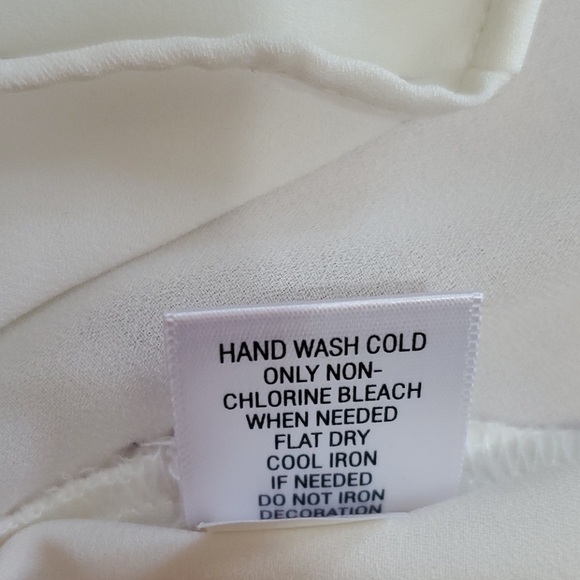 HAND WASH COLD
ONLY NON-
CHLORINE BLEACH
WHEN NEEDED
FLAT DRY
COOL IRON
IF NEEDED
DO NOT IRON
DECORATION